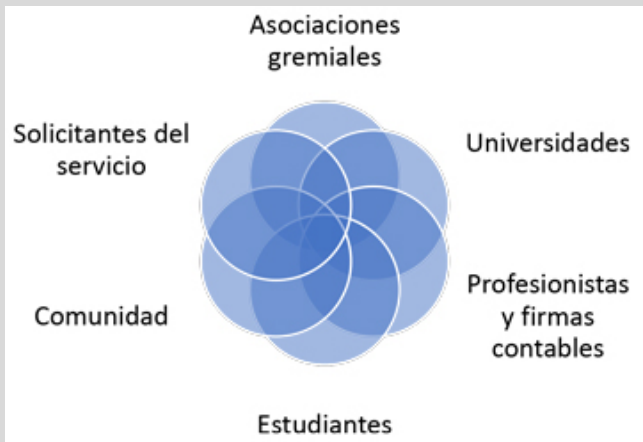 Asociaciones
gremiales
Universidades
Profesionistas
y firmas
contables
Estudiantes
Comunidad
Solicitantes del
servicio